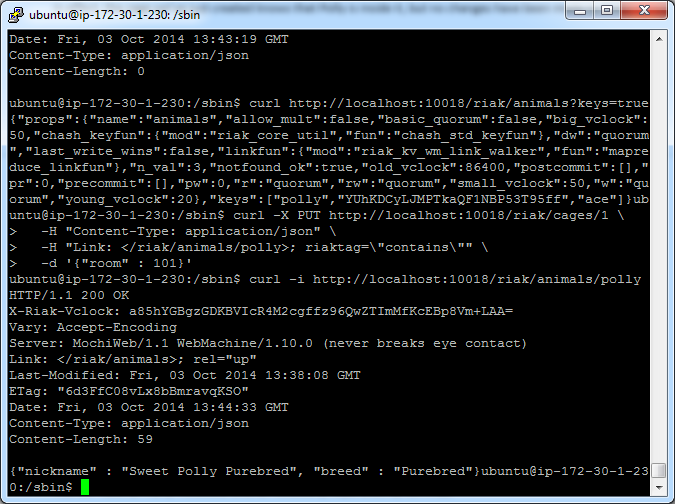 ubuntu@ip-172-30-1-230: /sbin
Date: Fri, 03 Oct 2014 13:43:19 GMT
Content-Type: application/json
Content-Length: 0
ubuntu@ip-172-30-1-230:/sbin$ curl http://localhost:10018/riak/animals?keys=true
{"props":{"name":"animals","allow_mult":false,"basic_quorum":false,"big_vclock":
50,"chash_keyfun":{"mod":"riak_core_util","fun":"chash_std_keyfun"},"dw":"quorum
","last_write_wins":false,"linkfun":{"mod":"riak_kv_wm_link_walker","fun":"mapre
duce_linkfun"},"n_val":3,"notfound_ok":true,"old_vclock":86400,"postcommit":[],"
pr":0,"precommit":[],"pw":0,"r":"quorum","rw":"quorum","small_vclock":50,"w":"qu
orum","young_vclock":20},"keys":["polly","YUhKDCyLJMPTkaQF1NBP53T95ff","ace"]}ub
untu@ip-172-30-1-230:/sbin$ curl -X PUT http://localhost:10018/riak/cages/1 \
>   -H "Content-Type: application/json" \
>   -H "Link: </riak/animals/polly>; riaktag=\"contains\"" \
>   -d '{"room" : 101}'
ubuntu@ip-172-30-1-230:/sbin$ curl -i http://localhost:10018/riak/animals/polly
HTTP/1.1 200 OK
X-Riak-Vclock: a85hYGBgzGDKBVIcR4M2cgffz96QwZTImMfKcEBp8Vm+LAA=
Vary: Accept-Encoding
Server: MochiWeb/1.1 WebMachine/1.10.0 (never breaks eye contact)
Link: </riak/animals>; rel="up"
Last-Modified: Fri, 03 Oct 2014 13:38:08 GMT
ETag: "6d3FfC08vLx8bBmravqKSO"
Date: Fri, 03 Oct 2014 13:44:33 GMT
Content-Type: application/json
Content-Length: 59
{"nickname" : "Sweet Polly Purebred", "breed" : "Purebred"}ubuntu@ip-172-30-1-23
0:/sbin$